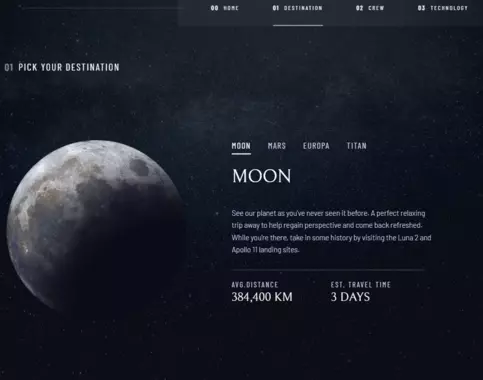 00 HOME
01 DESTINATION
02 CREW
03 TECHNOLOGY
01 PICK YOUR DESTINATION
MOON MARS EUROPA TITAN
MOON
See our planet as you've never seen it before. A perfect relaxing
trip away to help regain perspective and come back refreshed.
While you're there, take in some history by visiting the Luna 2 and
Apollo 11 landing sites.
AVG.DISTANCE
384,400 KM
EST. TRAVEL TIME
3 DAYS